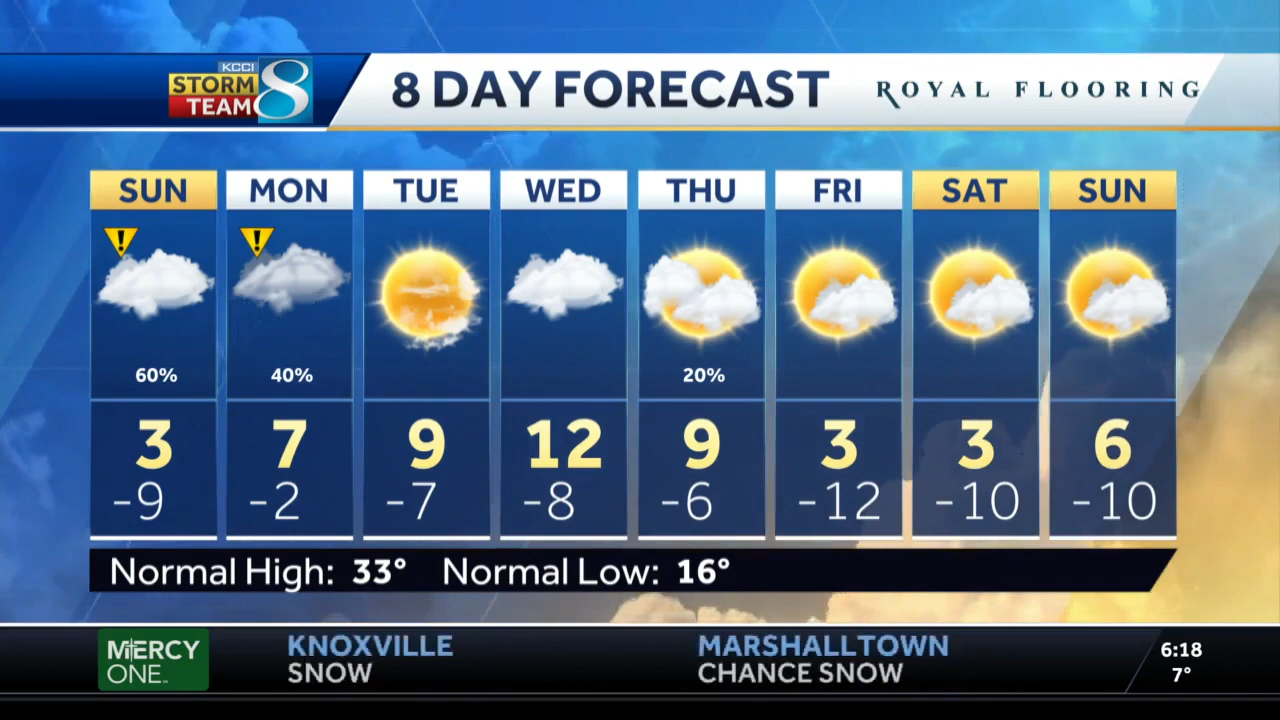 KCCI
STORM
TEAM 8
8 DAY FORECAST
ROYAL FLOORING
SUN MON TUE WED THU FRI SAT SUN
! !
60% 40% 20%
3 7 9 12 9 3 3 6
-9 -2 -7 -8 -6 -12 -10 -10
Normal High: 33° Normal Low: 16°
MERCY
ONE
KNOXVILLE
SNOW
MARSHALLTOWN
CHANCE SNOW
6:18
7°